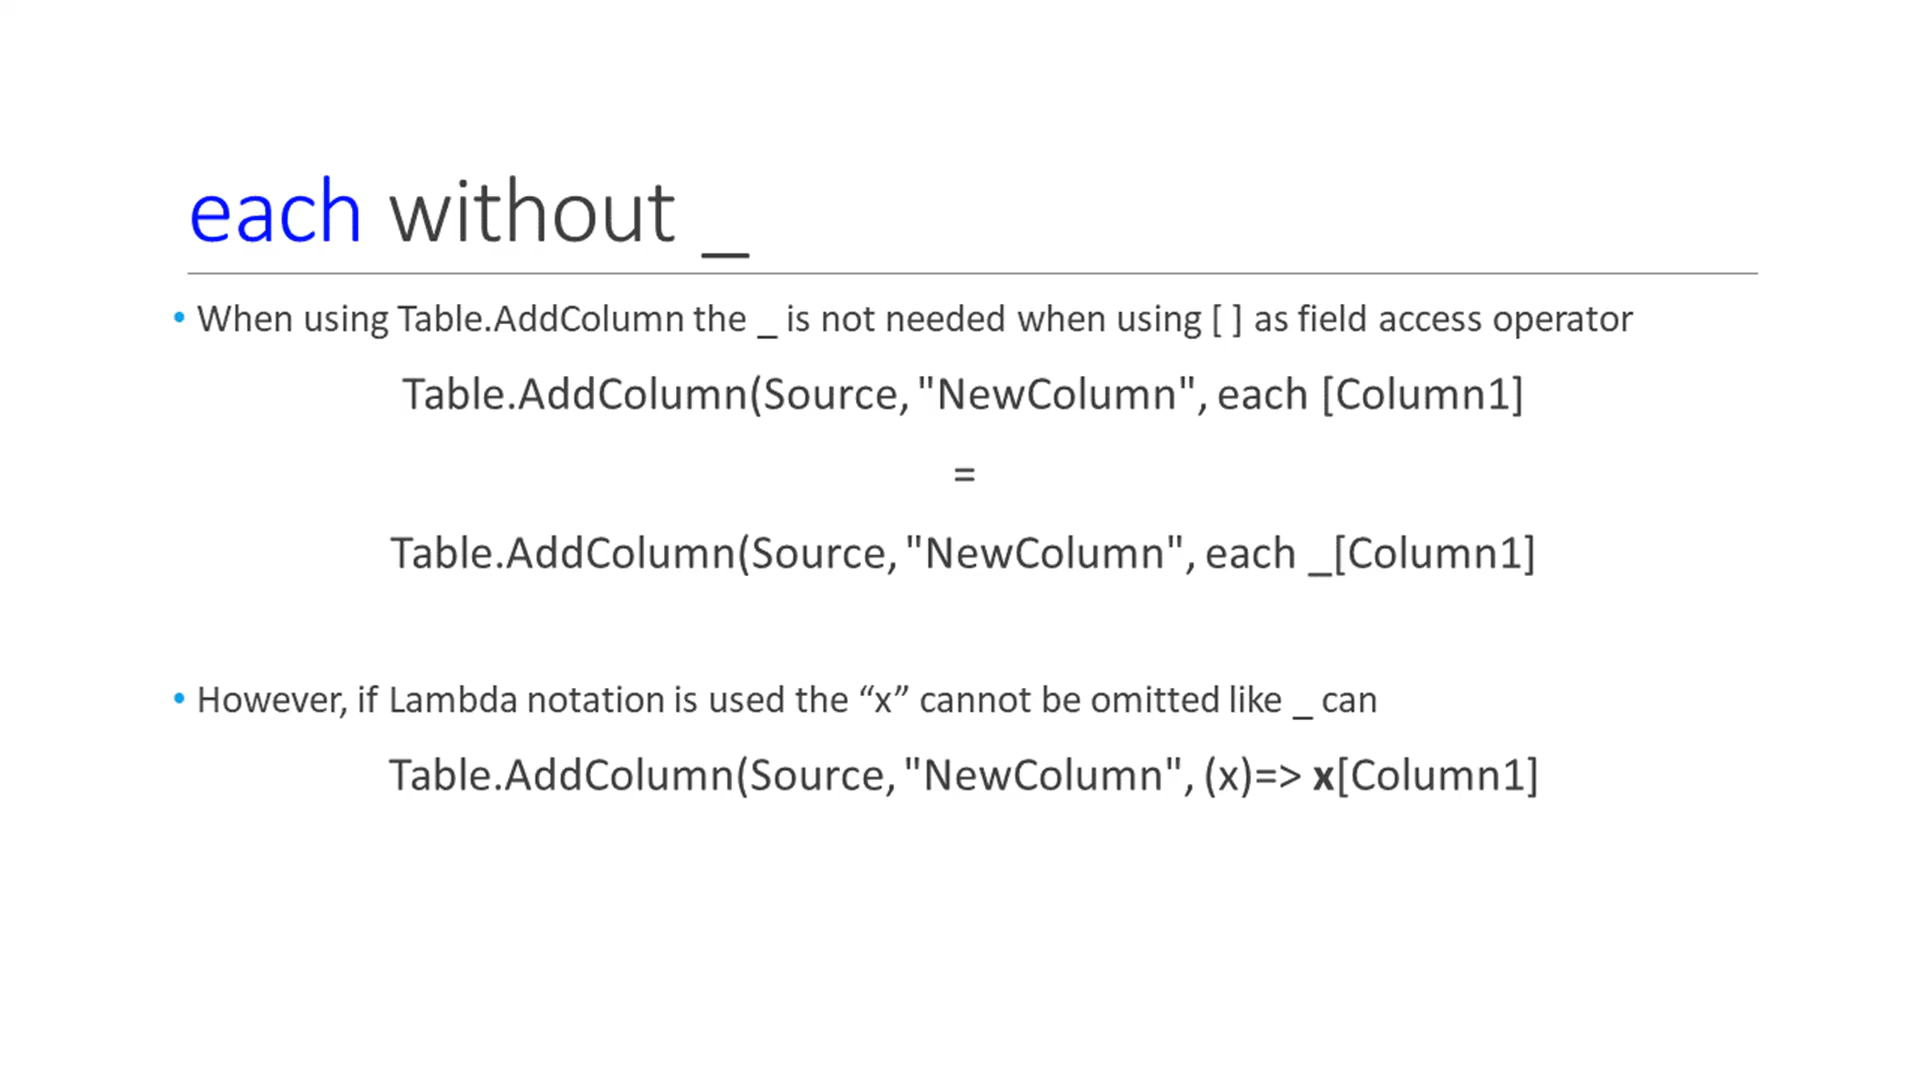 each without _
• When using Table.AddColumn the _ is not needed when using [ ] as field access operator
Table.AddColumn(Source, "NewColumn", each [Column1]
=
Table.AddColumn(Source, "NewColumn", each _[Column1]
• However, if Lambda notation is used the “x” cannot be omitted like _ can
Table.AddColumn(Source, "NewColumn", (x)=> x[Column1]